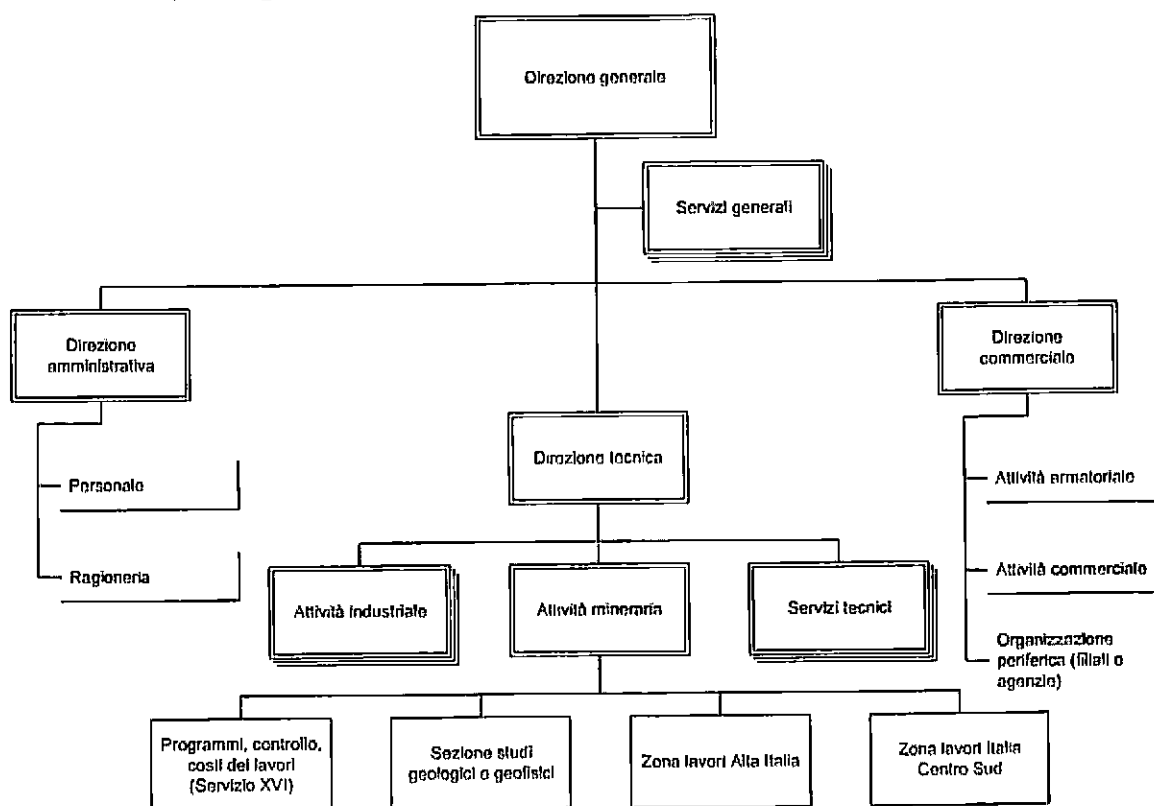 Direzione generale
Servizi generali
Direzione
amministrativa
Direzione
commerciale
Direzione tecnica
Personale
Attività armatoriale
Ragioneria
Attività commerciale
Attività industriale
Attività mineraria
Servizi tecnici
Organizzazione
periferica (filiali e
agenzie)
Programmi, controllo,
costi dei lavori
(Servizio XVI)
Sezione studi
geologici e geofisici
Zona lavori Alta Italia
Zona lavori Italia
Centro Sud